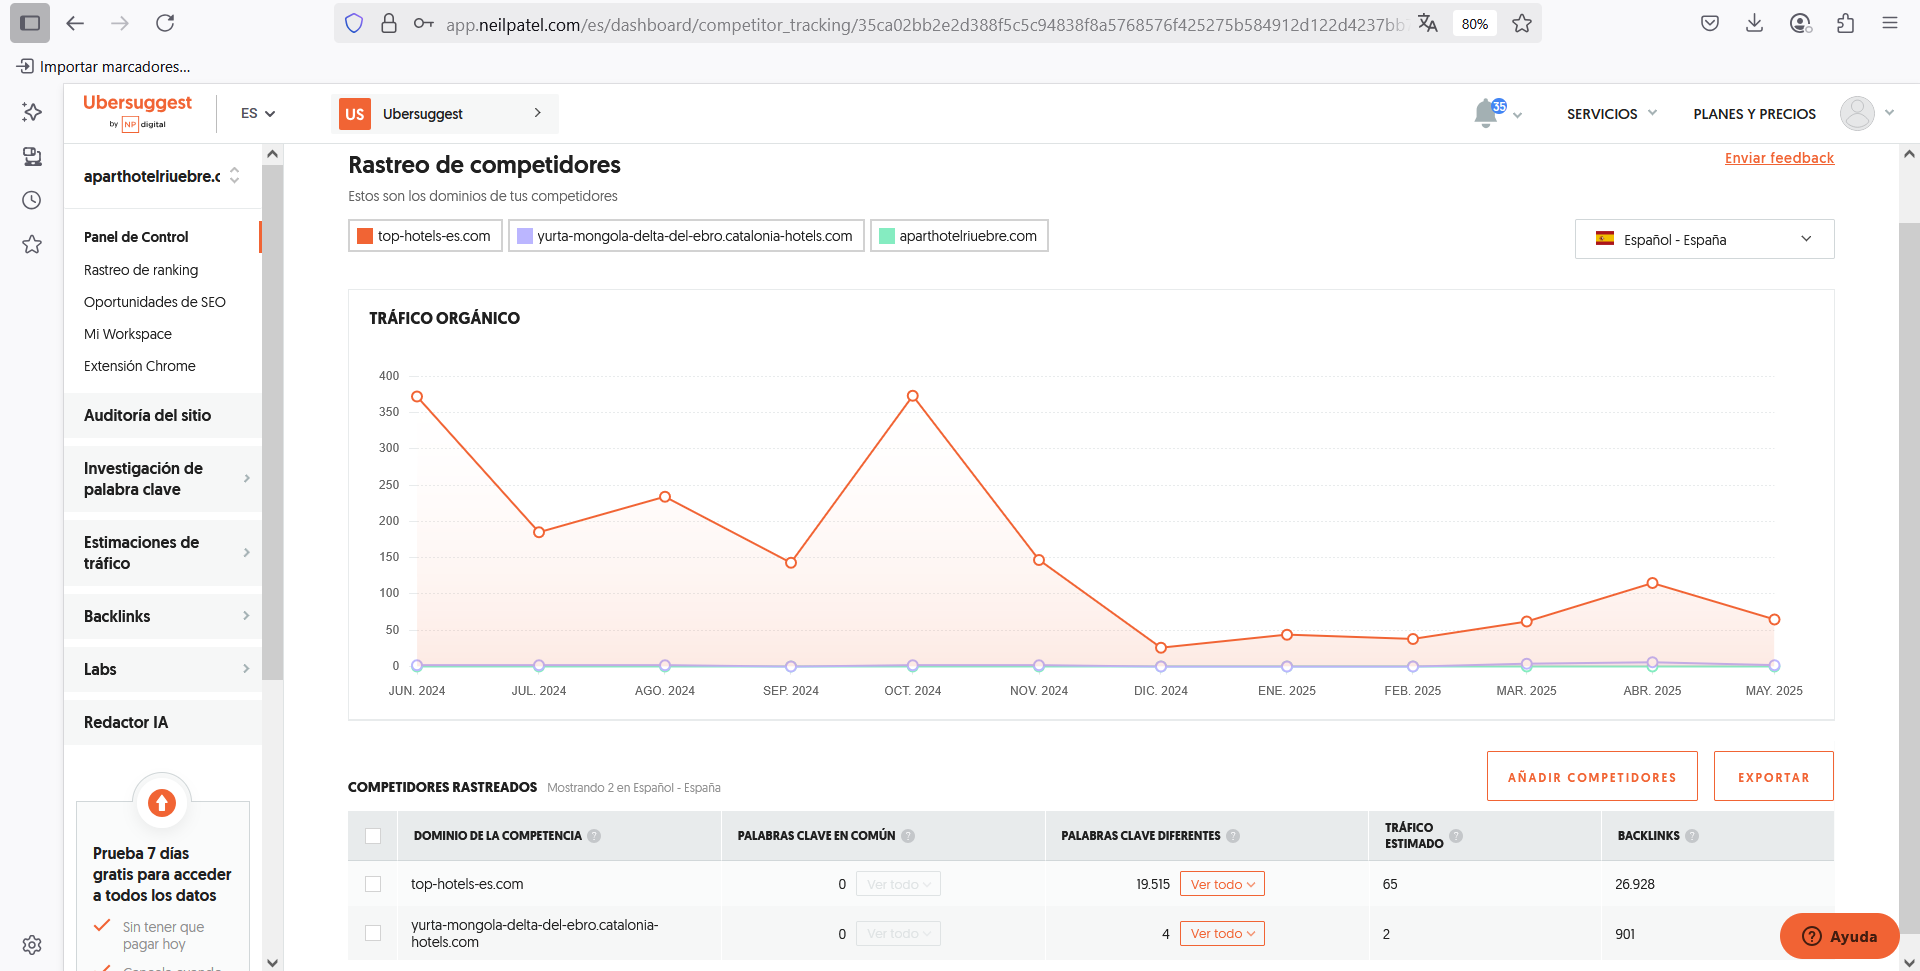 app.neilpatel.com/es/dashboard/competitor_tracking/35ca02bb2e2d388f5c5c94838f8a5768576f425275b584912d122d4237bb
80%
Importar marcadores...
Ubersuggest
by NP digital
ES
US
Ubersuggest
35
SERVICIOS
PLANES Y PRECIOS
aparthotelriuebre.c
Panel de Control
Rastreo de ranking
Oportunidades de SEO
Mi Workspace
Extensión Chrome
Auditoría del sitio
Investigación de
palabra clave
Estimaciones de
tráfico
Backlinks
Labs
Redactor IA
Prueba 7 días
gratis para acceder
a todos los datos
Sin tener que
pagar hoy
Rastreo de competidores
Enviar feedback
Estos son los dominios de tus competidores
top-hotels-es.com
yurta-mongola-delta-del-ebro.catalonia-hotels.com
aparthotelriuebre.com
Español - España
TRÁFICO ORGÁNICO
400
350
300
250
200
150
100
50
0
JUN. 2024 JUL. 2024 AGO. 2024 SEP. 2024 OCT. 2024 NOV. 2024 DIC. 2024 ENE. 2025 FEB. 2025 MAR. 2025 ABR. 2025 MAY. 2025
COMPETIDORES RASTREADOS Mostrando 2 en Español - España
AÑADIR COMPETIDORES
EXPORTAR
DOMINIO DE LA COMPETENCIA ? PALABRAS CLAVE EN COMÚN ? PALABRAS CLAVE DIFERENTES ? TRÁFICO ESTIMADO ? BACKLINKS ?
top-hotels-es.com 0 Ver todo 19.515 Ver todo 65 26.928
yurta-mongola-delta-del-ebro.catalonia-
hotels.com 0 Ver todo 4 Ver todo 2 901
? Ayuda